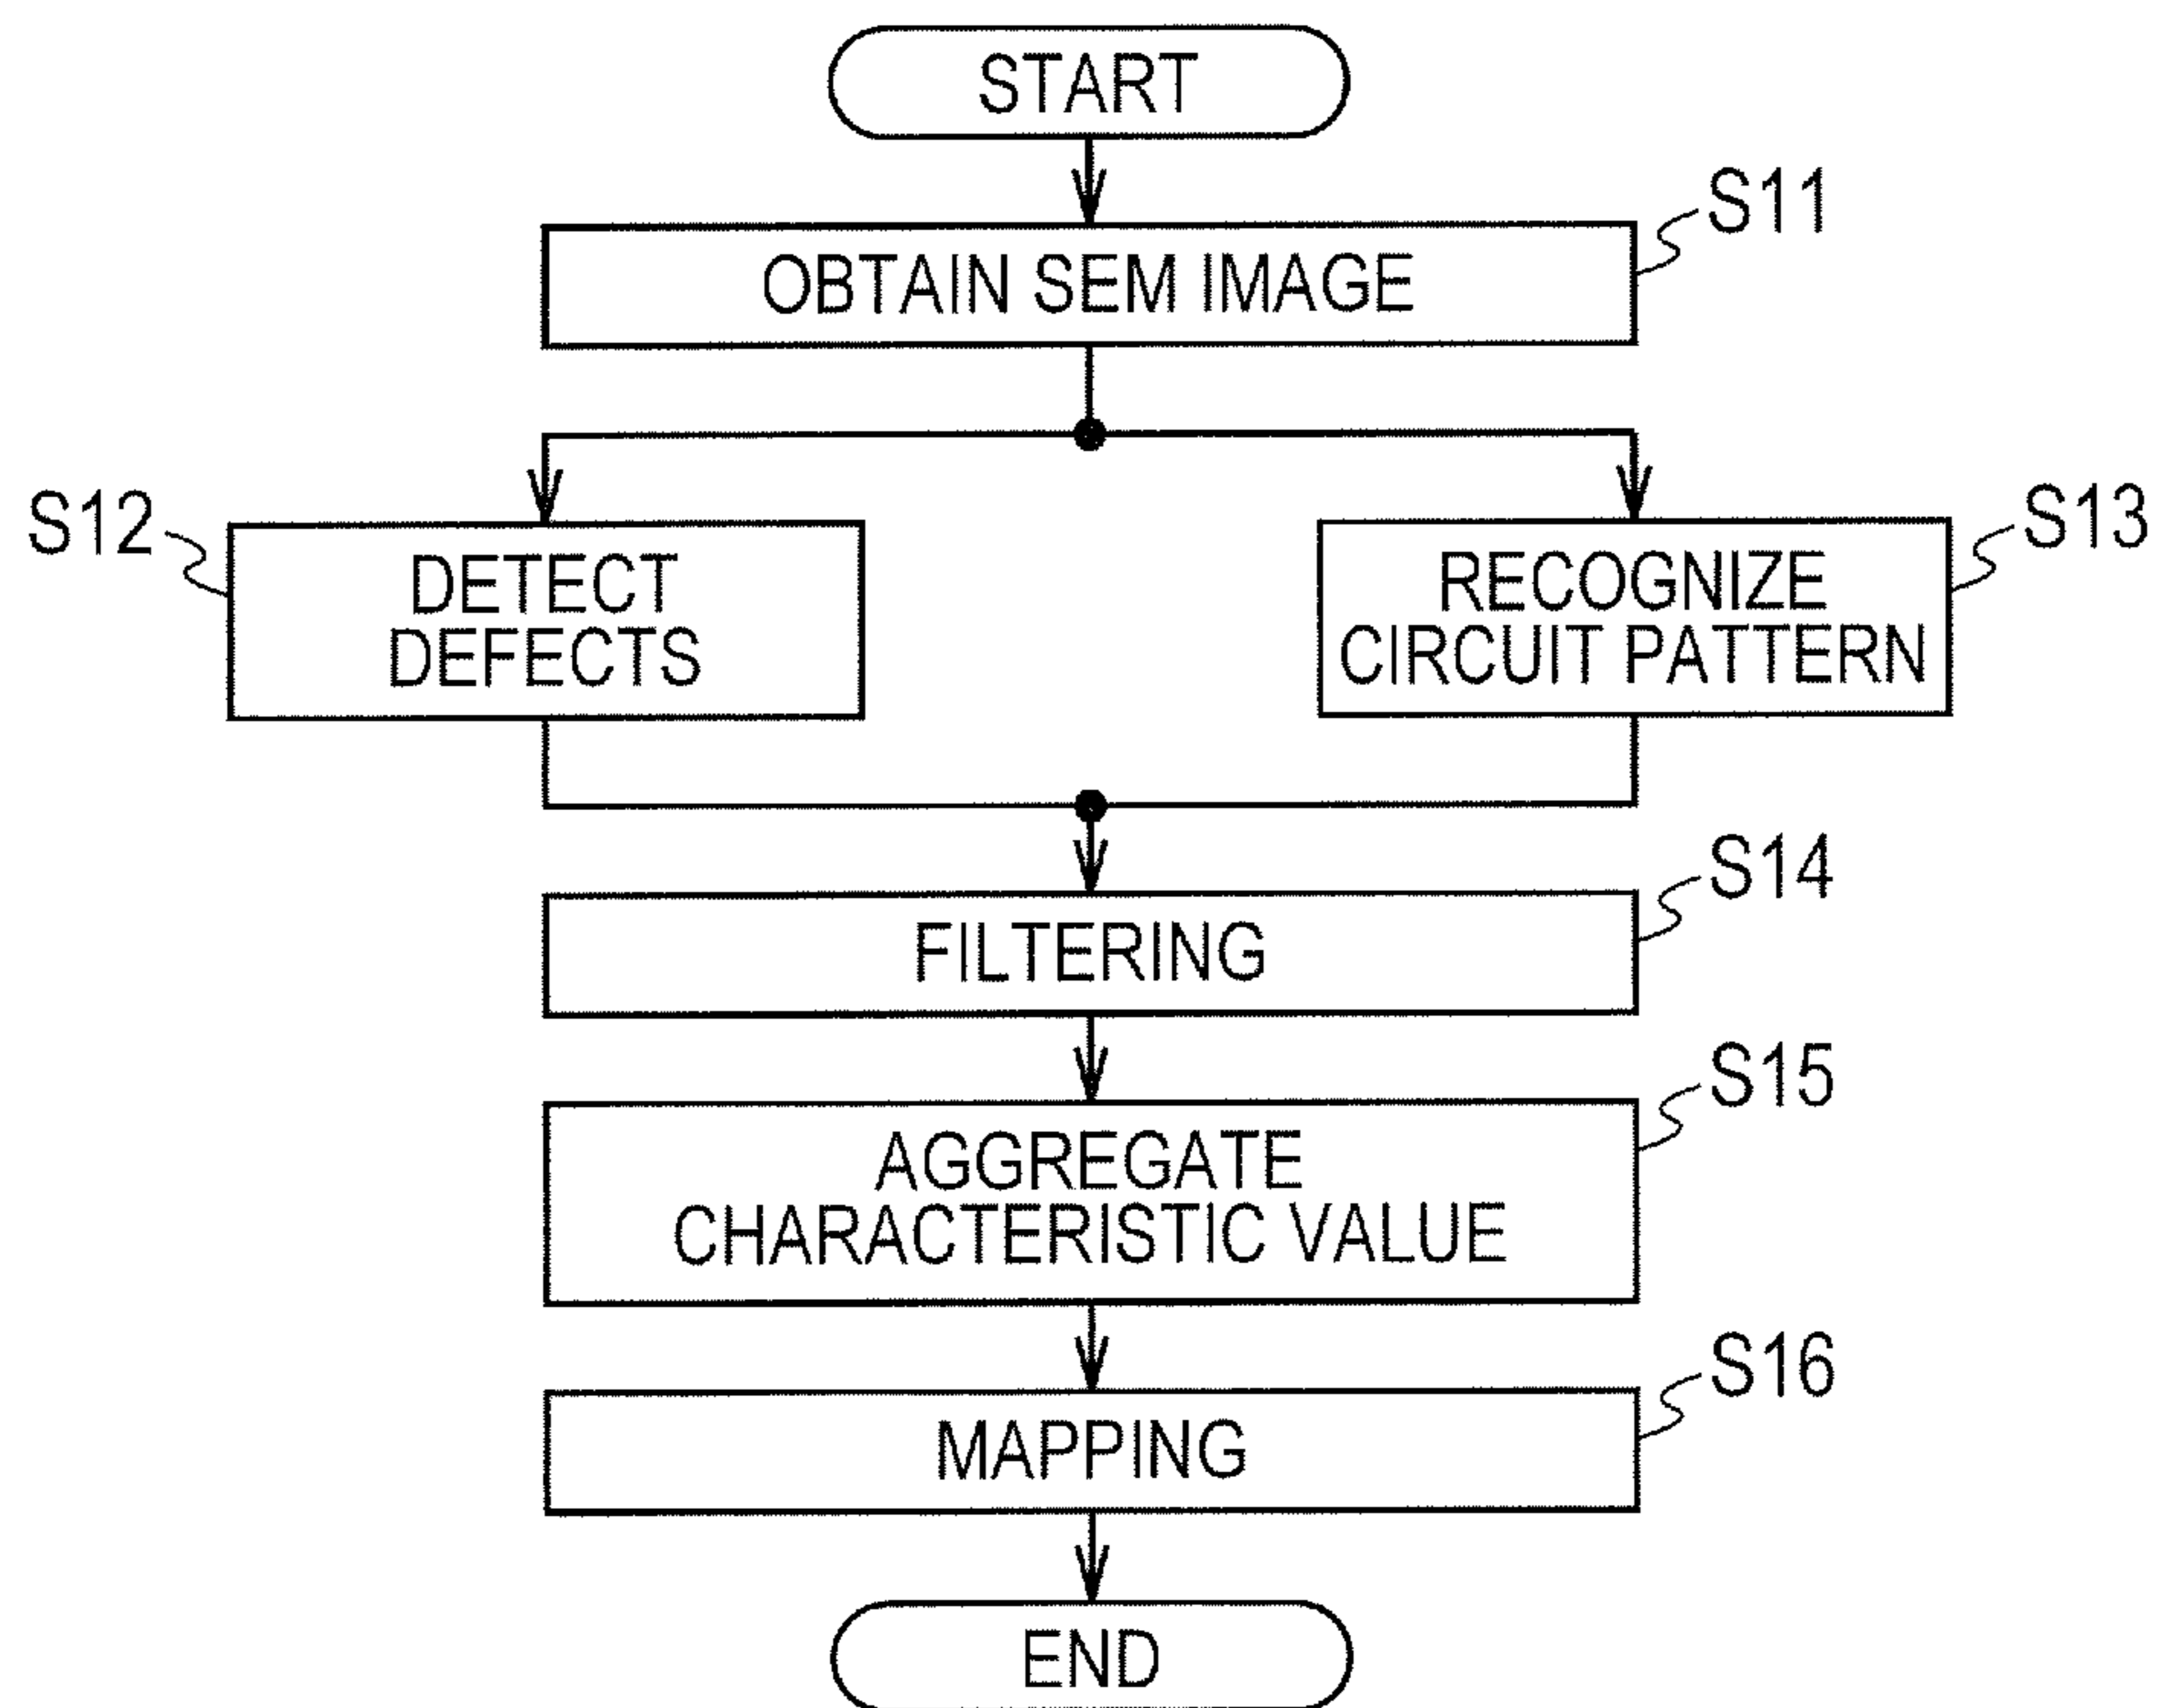 START
S11
OBTAIN SEM IMAGE
S12
DETECT
DEFECTS
S13
RECOGNIZE
CIRCUIT PATTERN
S14
FILTERING
S15
AGGREGATE
CHARACTERISTIC VALUE
S16
MAPPING
END